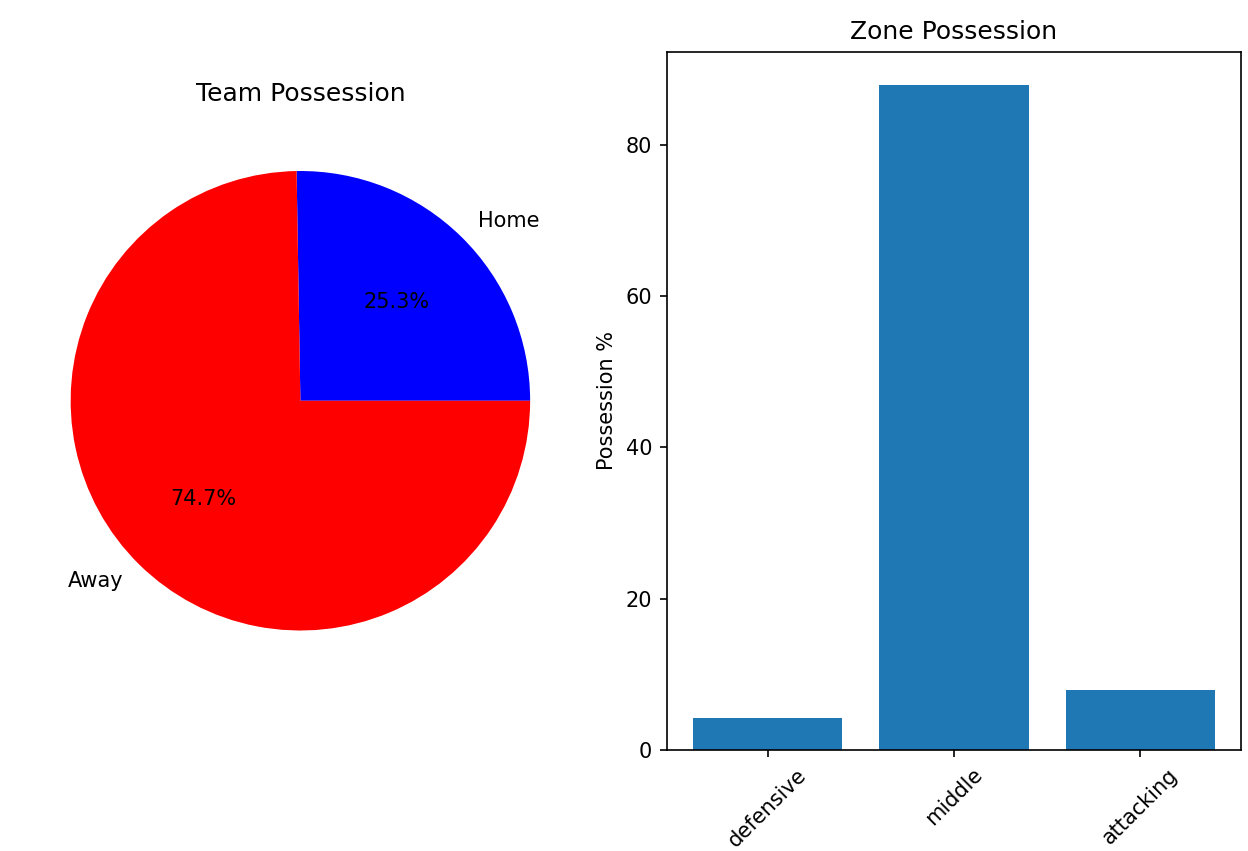 Team Possession
Home
25.3%
74.7%
Away
Zone Possession
Possession %
80
60
40
20
0
defensive
middle
attacking